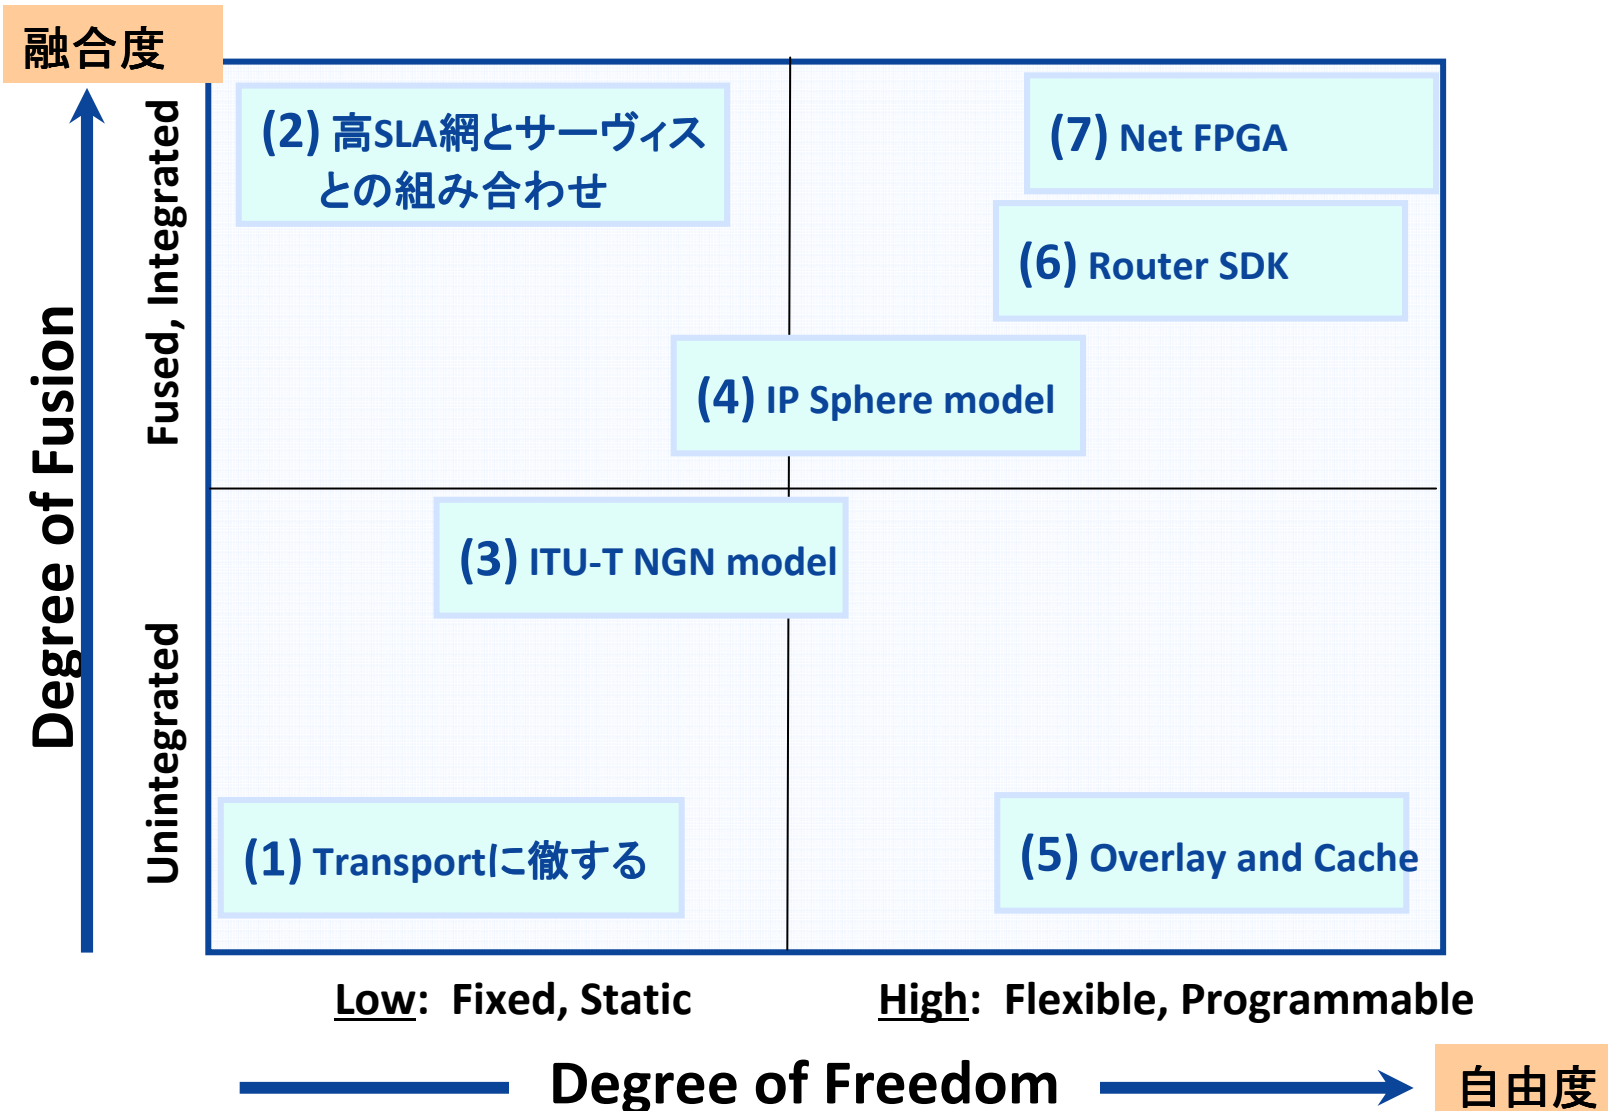 融合度
(2) 高SLA網とサーヴィス
との組み合わせ
(7) Net FPGA
(6) Router SDK
(4) IP Sphere model
(3) ITU-T NGN model
(1) Transportに徹する
(5) Overlay and Cache
Degree of Fusion
Fused, Integrated
Unintegrated
Low: Fixed, Static
High: Flexible, Programmable
Degree of Freedom
自由度